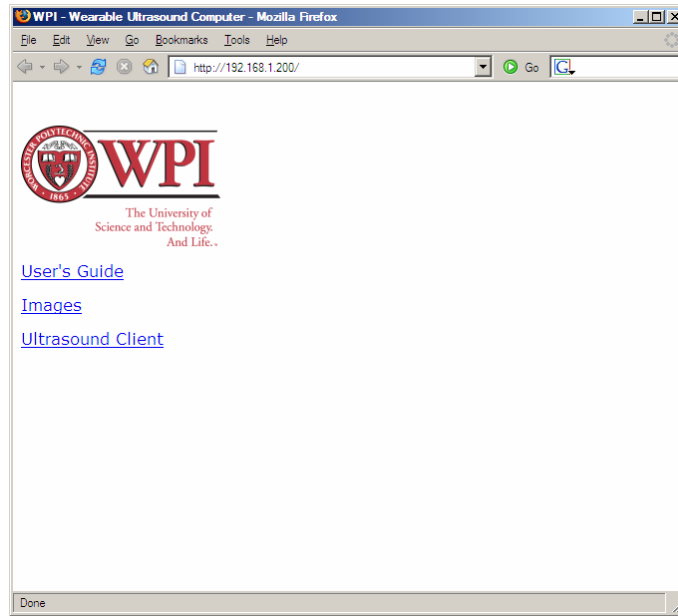 WPI - Wearable Ultrasound Computer - Mozilla Firefox
File Edit View Go Bookmarks Tools Help
http://192.168.1.200/ Go G
WORCESTER POLYTECHNIC INSTITUTE
1865
WPI
The University of
Science and Technology.
And Life.
User's Guide
Images
Ultrasound Client
Done